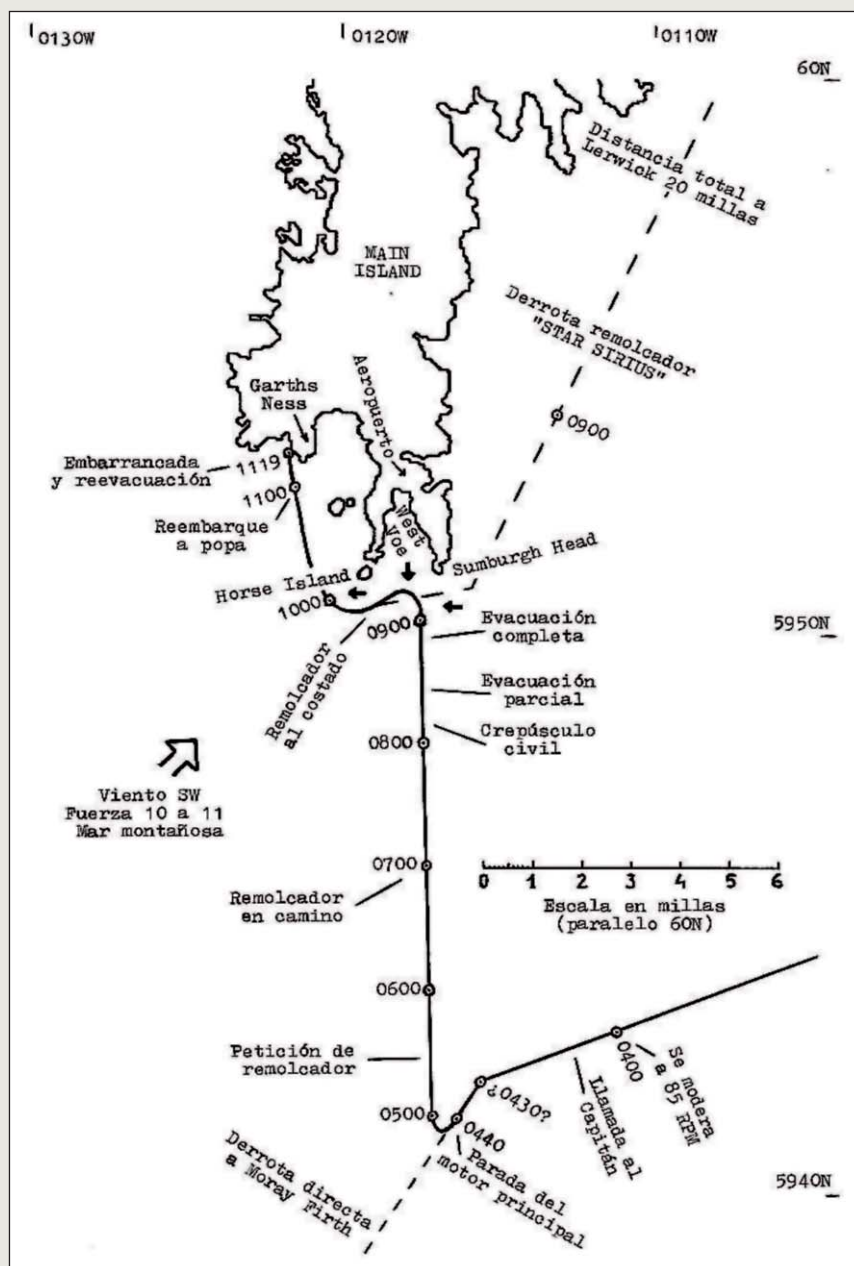 0130W
0120W
0110W
60N
Distancia total a
Lerwick 20 millas
MAIN
ISLAND
Derrota remolcador
"STAR SIRIUS"
Garths
Ness
Aeropuerto
0900
Embarrancada
y reevacuación
1119
1100
Reembarque
a popa
West
Voe
Sumburgh Head
Horse Island
1000
0900
Evacuación
completa
5950N
Remolcador
al costado
Evacuación
parcial
Crepúsculo
civil
0800
Viento SW
Fuerza 10 a 11
Mar montañosa
0700
Remolcador
en camino
0 1 2 3 4 5 6
Escala en millas
(paralelo 60N)
0600
Petición de
remolcador
0500
0440
¿0430?
0400
Se modera
a 85 RPM
Llamada al
Capitán
Parada del
motor principal
Derrota directa
a Moray Firth
5940N